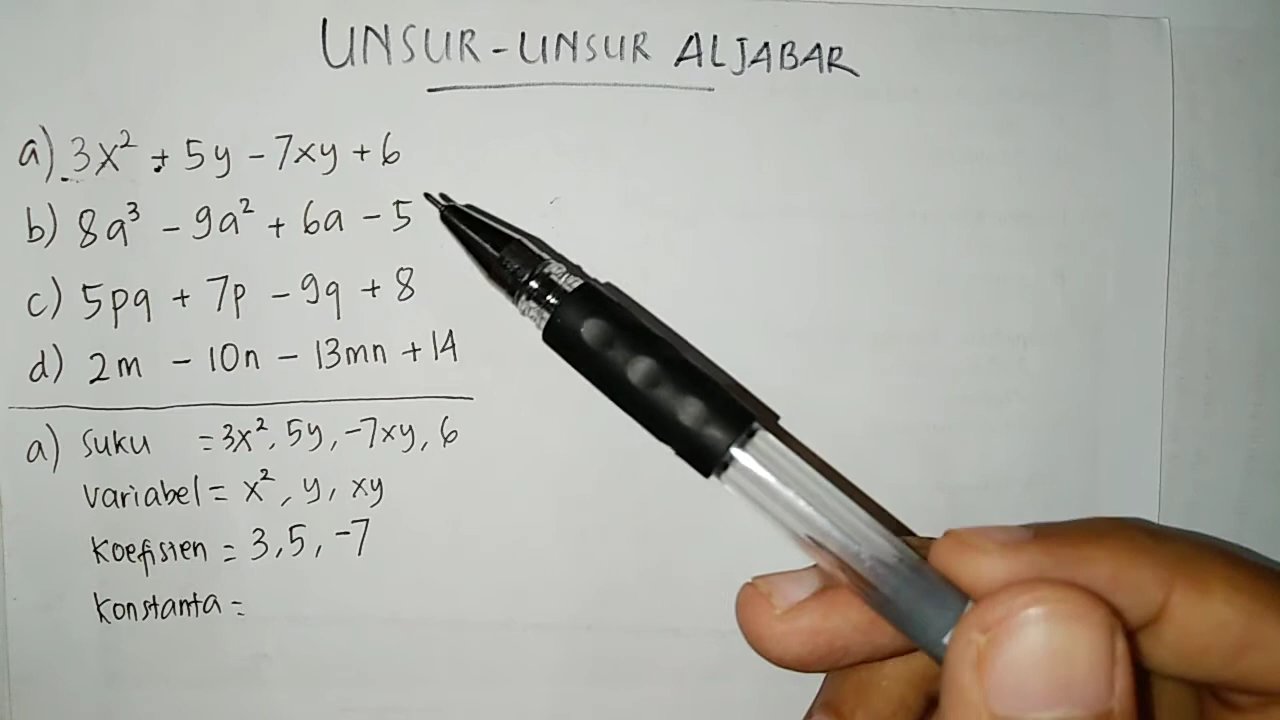 UNSUR-UNSUR ALJABAR
a) 3x² + 5y - 7xy + 6
b) 8a³ - 9a² + 6a - 5
c) 5pq + 7p - 9q + 8
d) 2m - 10n - 13mn + 14
a) Suku = 3x², 5y, -7xy, 6
Variabel = x², y, xy
Koefisien = 3, 5, -7
Konstanta =